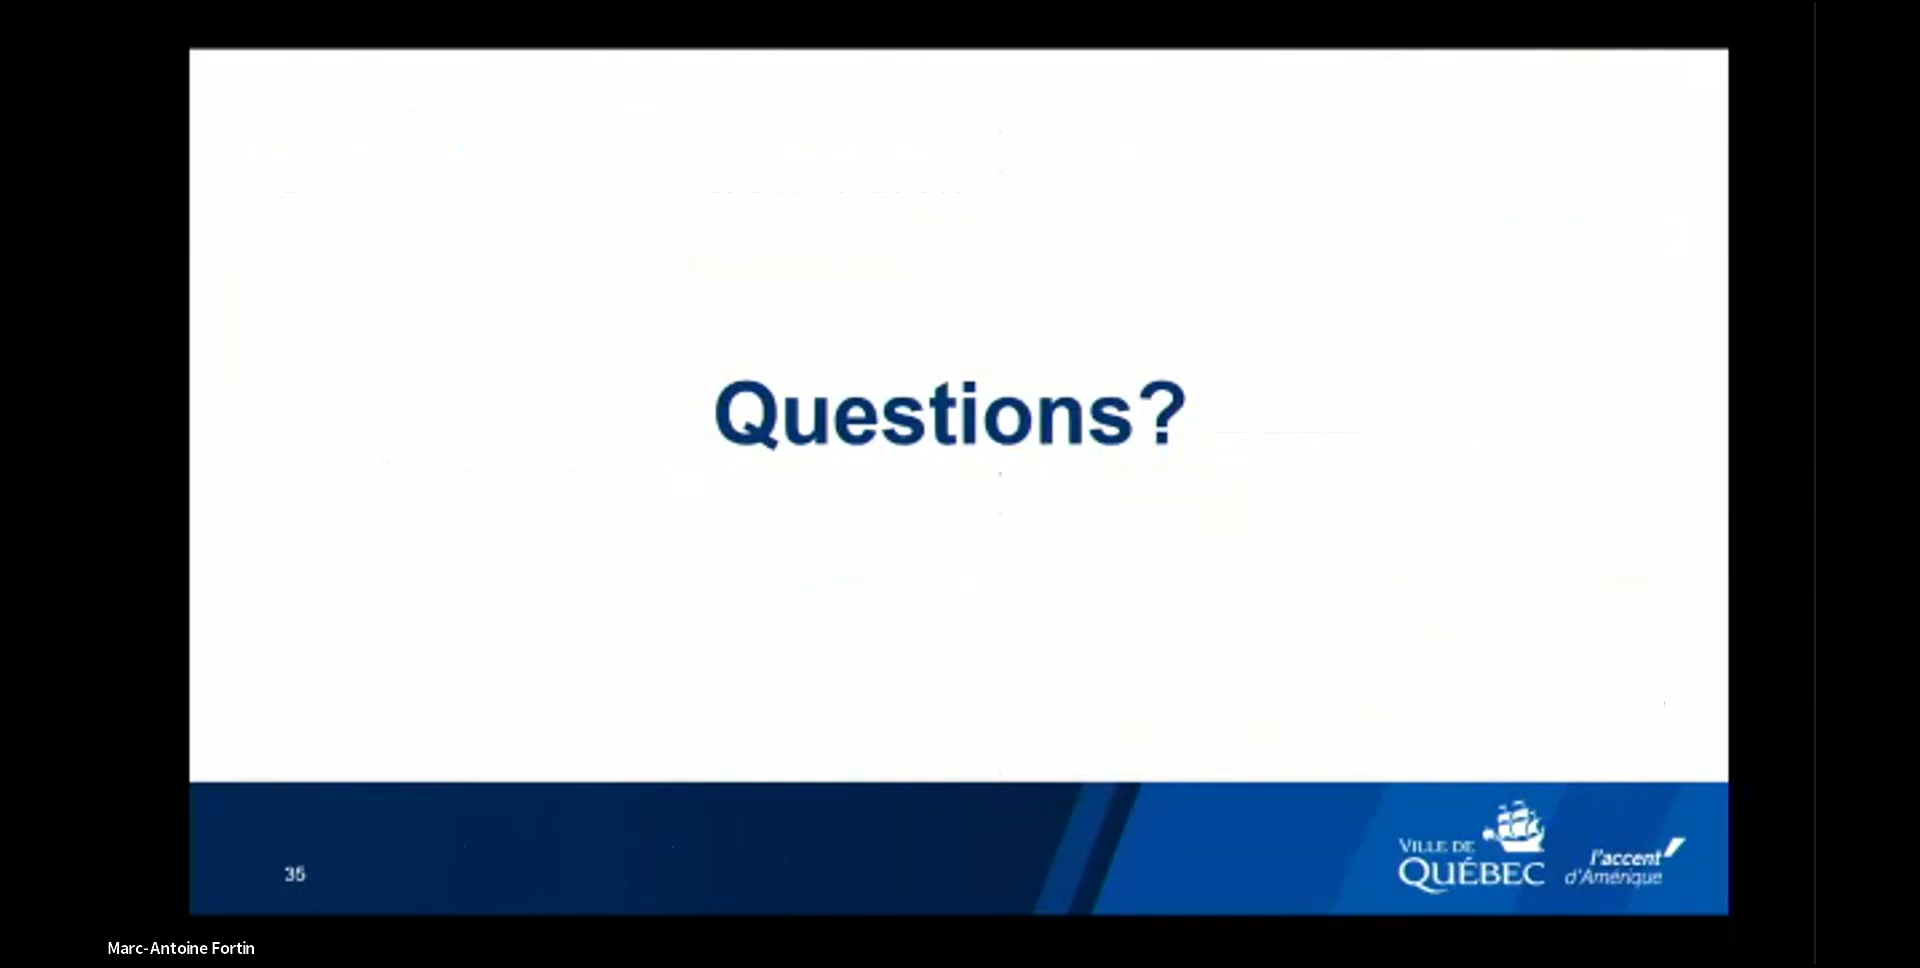 Questions?
35
VILLE DE
QUÉBEC
l'accent
d'Amérique
Marc-Antoine Fortin